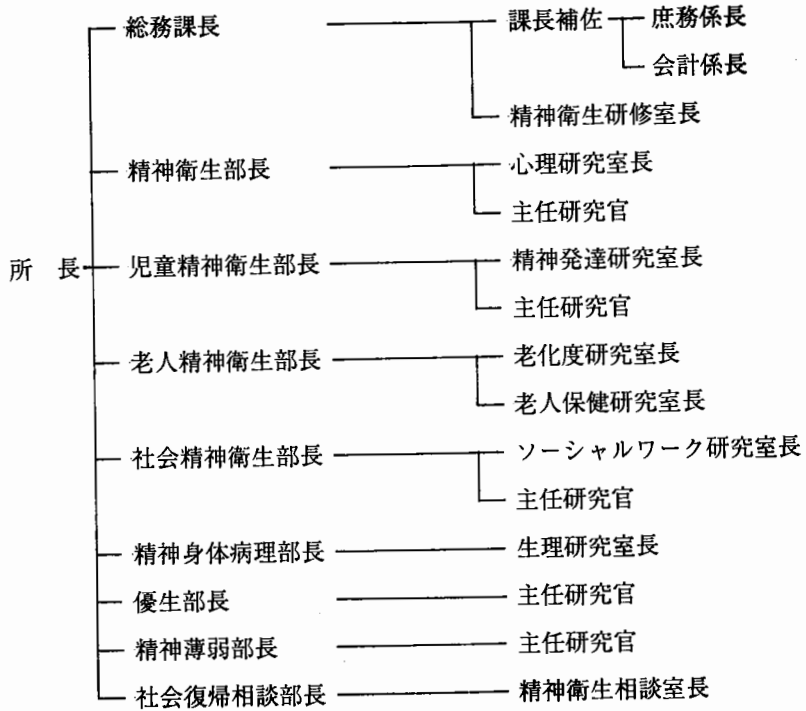 総務課長 課長補佐 庶務係長
会計係長
精神衛生研修室長
精神衛生部長 心理研究室長
主任研究官
所 長 児童精神衛生部長 精神発達研究室長
主任研究官
老人精神衛生部長 老化度研究室長
老人保健研究室長
社会精神衛生部長 ソーシャルワーク研究室長
主任研究官
精神身体病理部長 生理研究室長
優生部長 主任研究官
精神薄弱部長 主任研究官
社会復帰相談部長 精神衛生相談室長